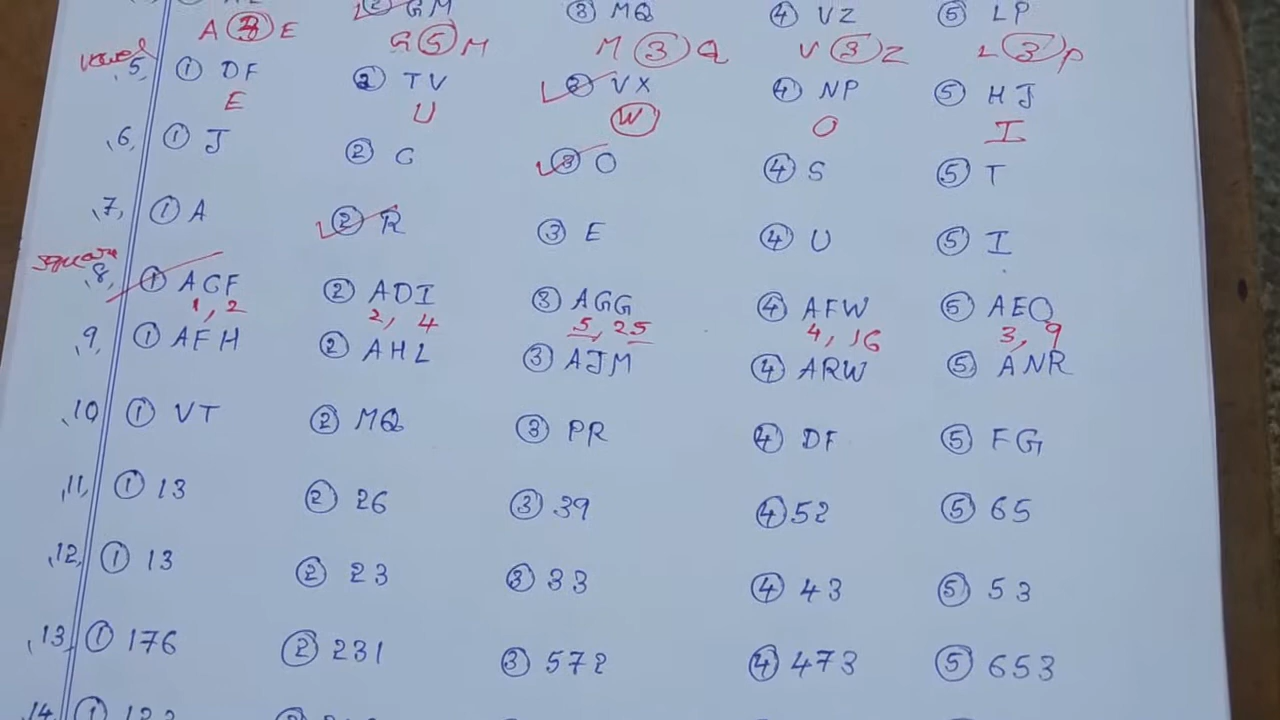 ② GM ③ MQ ④ VZ ⑤ LP
A ③ E G ⑤ M M ③ Q V ③ Z L ③ P
vowel
5, ① DF ② TV ③ VX ④ NP ⑤ HJ
E U W O I
6, ① J ② G ③ O ④ S ⑤ T
7, ① A ② R ③ E ④ U ⑤ I
square
8, ① ACF ② ADI ③ AGG ④ AFW ⑤ AEQ
1, 2 2, 4 5, 25 4, 16 3, 9
9, ① AFH ② AHL ③ AJM ④ ARW ⑤ ANR
10, ① VT ② MQ ③ PR ④ DF ⑤ FG
11, ① 13 ② 26 ③ 39 ④ 52 ⑤ 65
12, ① 13 ② 23 ③ 33 ④ 43 ⑤ 53
13, ① 176 ② 231 ③ 572 ④ 473 ⑤ 653
14, ①